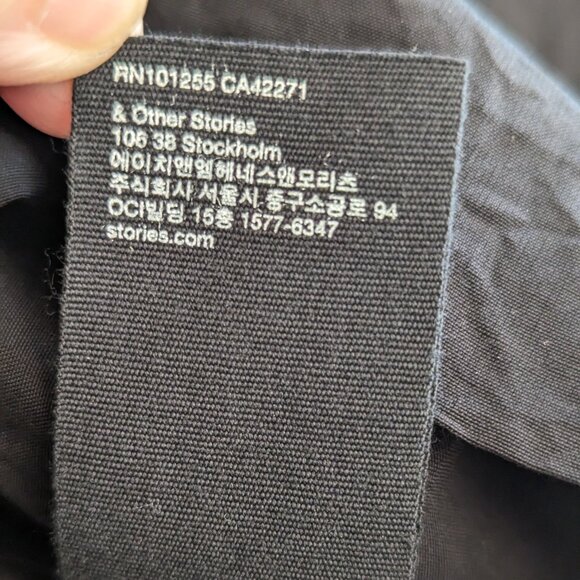 RN101255 CA42271
& Other Stories
106 38 Stockholm
에이치앤엠헤네스앤모리츠
주식회사 서울시 중구소공로 94
OCI빌딩 15층 1577-6347
stories.com